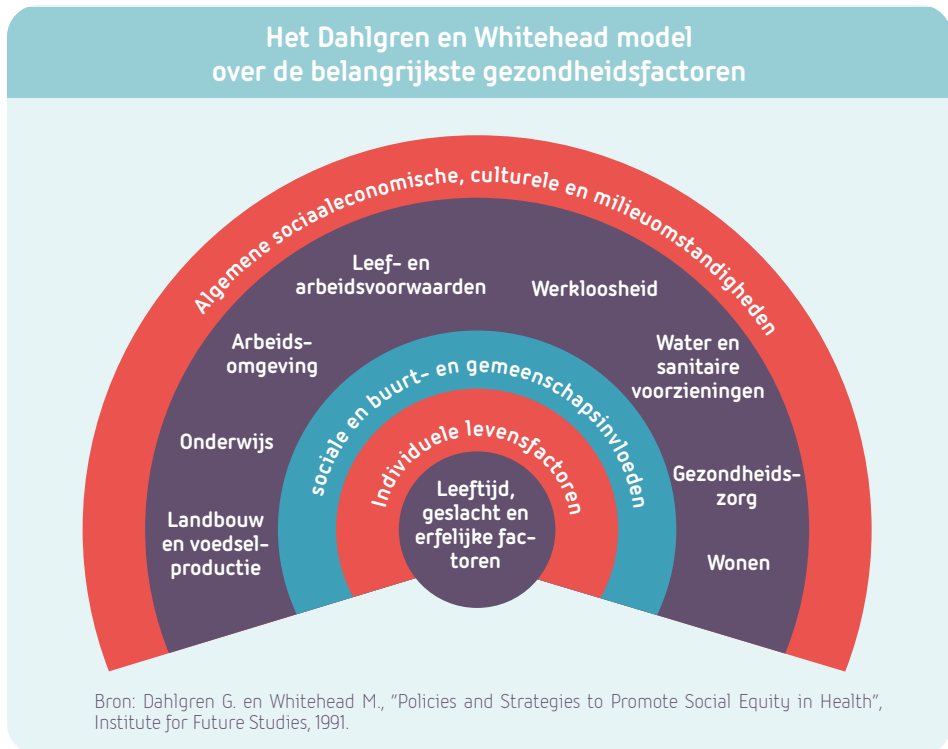 Het Dahlgren en Whitehead model
over de belangrijkste gezondheidsfactoren
Algemene sociaaleconomische, culturele en milieuomstandigheden
Leef- en
arbeidsvoorwaarden
Werkloosheid
Arbeids-
omgeving
Water en
sanitaire
voorzieningen
Onderwijs
Gezondheids-
zorg
Landbouw
en voedsel-
productie
Wonen
sociale en buurt- en gemeenschapsinvloeden
Individuele levensfactoren
Leeftijd,
geslacht en
erfelijke fac-
toren
Bron: Dahlgren G. en Whitehead M., "Policies and Strategies to Promote Social Equity in Health",
Institute for Future Studies, 1991.